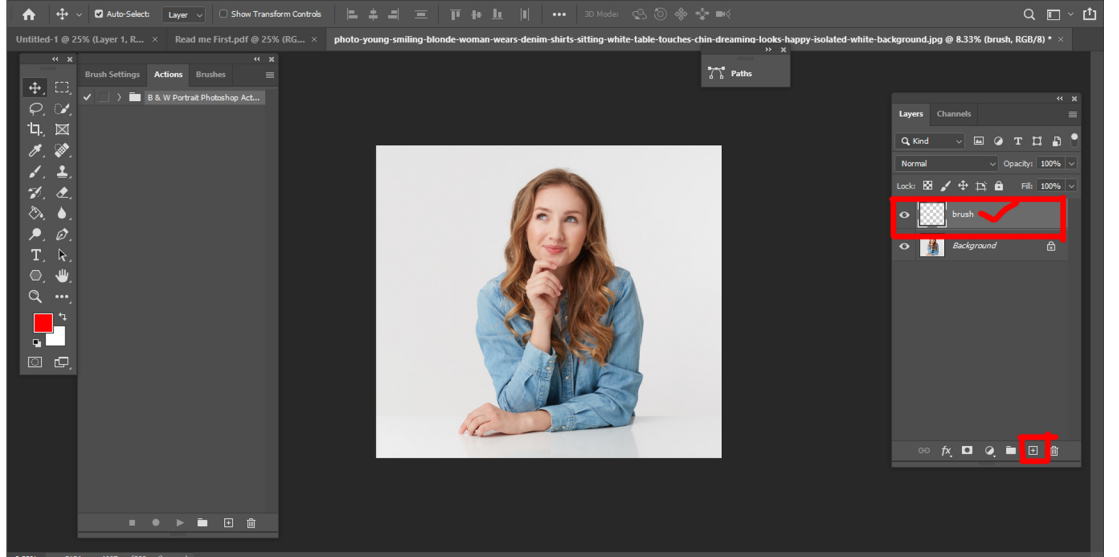 Auto-Select: Layer Show Transform Controls 3D Mode:
Untitled-1 @ 25% (Layer 1, R... × Read me First.pdf @ 25% (RG... × photo-young-smiling-blonde-woman-wears-denim-shirts-sitting-white-table-touches-chin-dreaming-looks-happy-isolated-white-background.jpg @ 8.33% (brush, RGB/8) * ×
Brush Settings Actions Brushes
B & W Portrait Photoshop Act...
Paths
Layers Channels
Kind
Normal Opacity: 100%
Lock: Fill: 100%
brush
Background